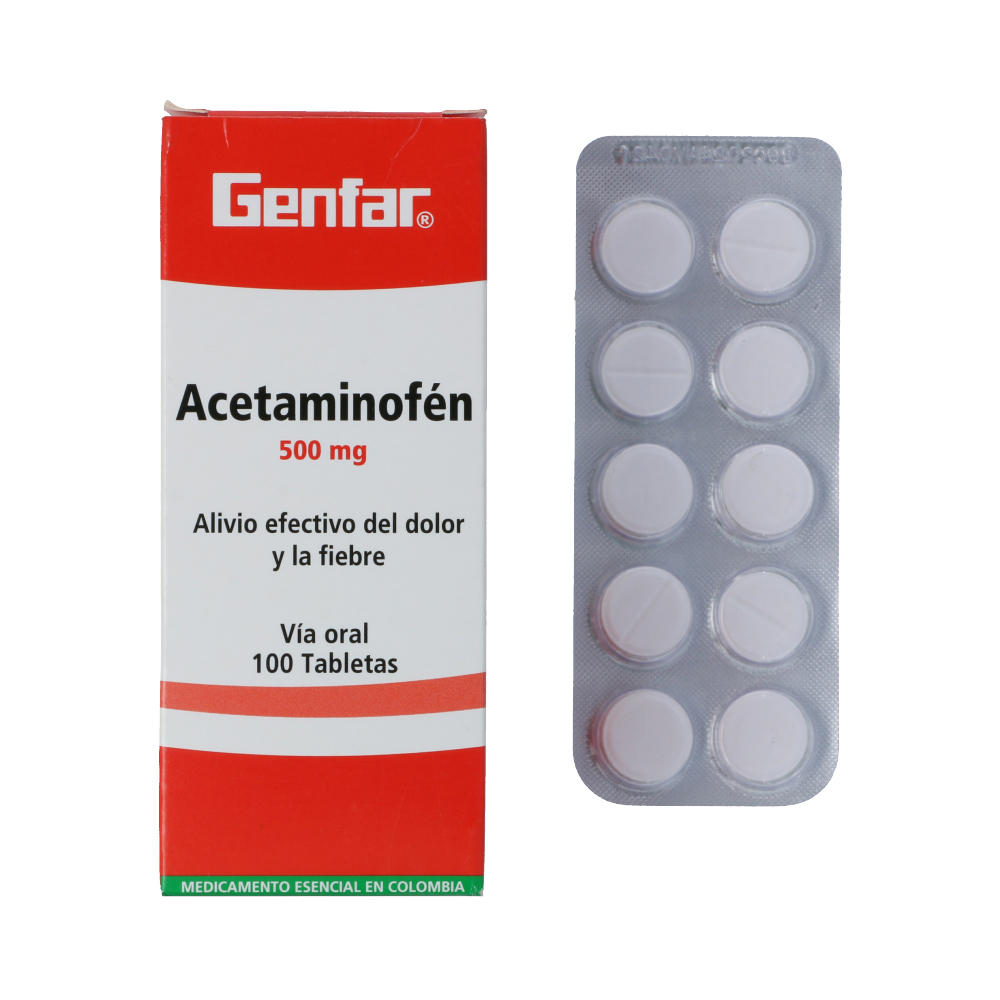 Genfar®
Acetaminofén
500 mg
Alivio efectivo del dolor
y la fiebre
Vía oral
100 Tabletas
MEDICAMENTO ESENCIAL EN COLOMBIA